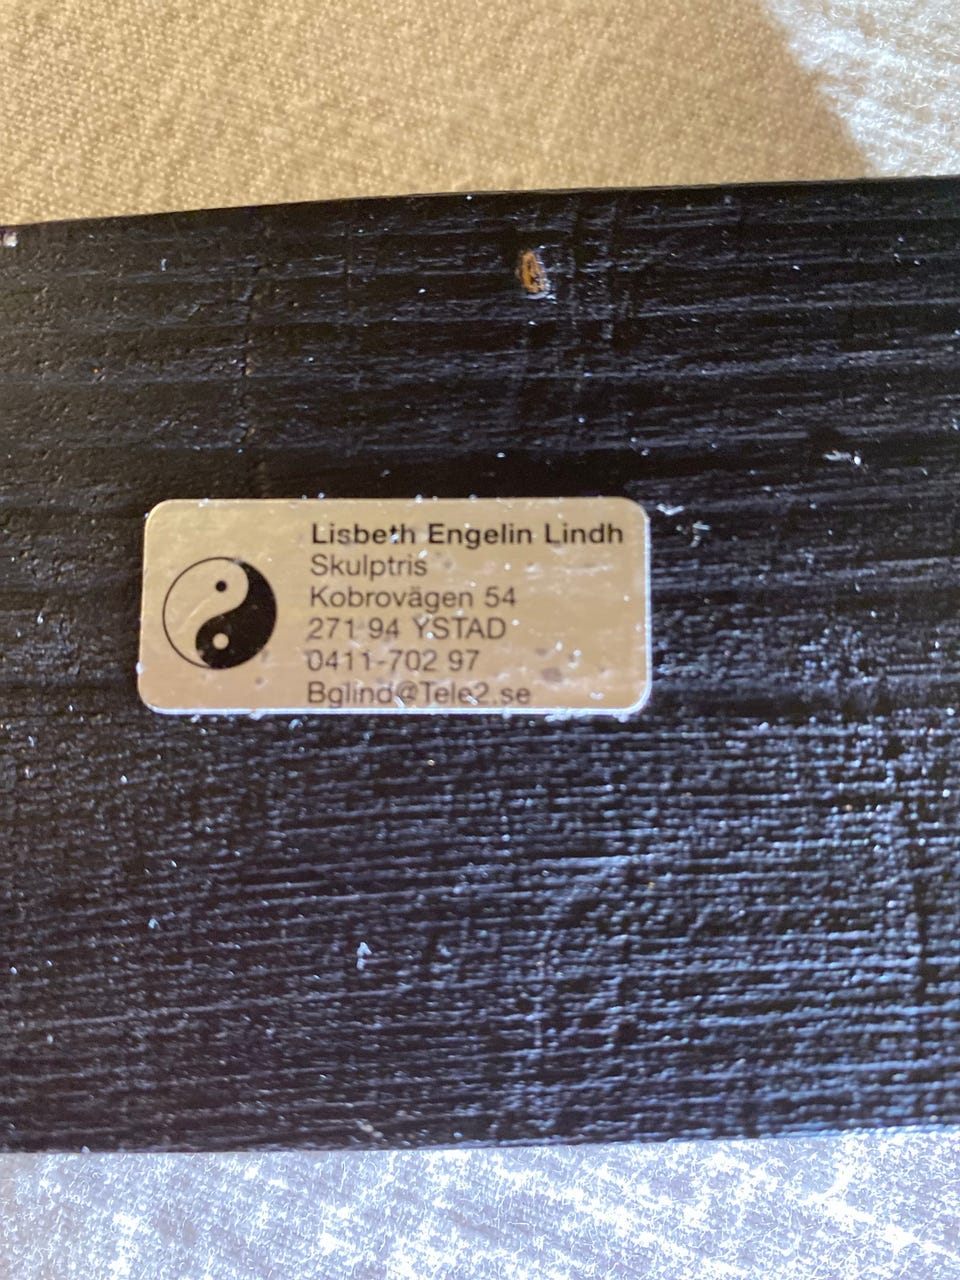 Lisbeth Engelin Lindh
Skulptris
Kobrovägen 54
271 94 YSTAD
0411-702 97
Bglind@Tele2.se